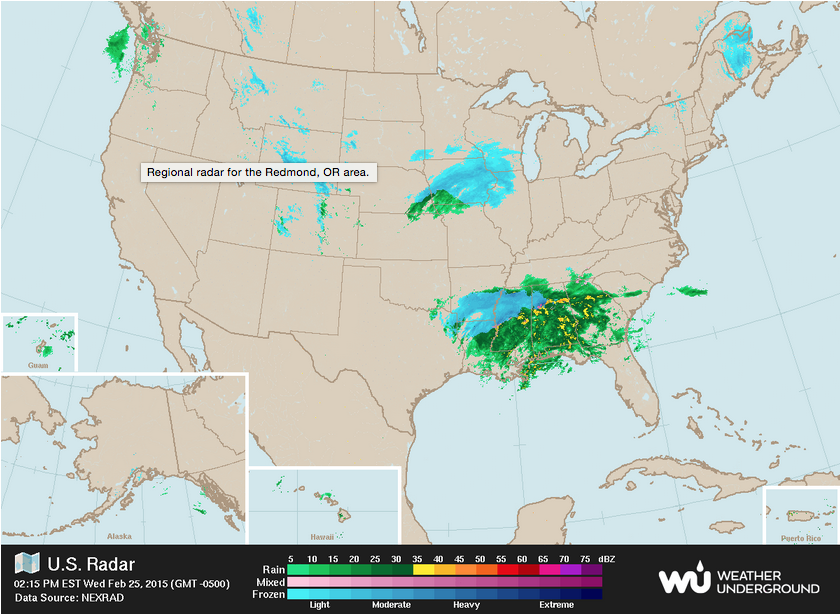 Regional radar for the Redmond, OR area.
Guam
Alaska
Hawaii
Puerto Rico
U.S. Radar
02:15 PM EST Wed Feb 25, 2015 (GMT -0500)
Data Source: NEXRAD
5 10 15 20 25 30 35 40 45 50 55 60 65 70 75 dBZ
Rain
Mixed
Frozen
Light Moderate Heavy Extreme
WU WEATHER
UNDERGROUND